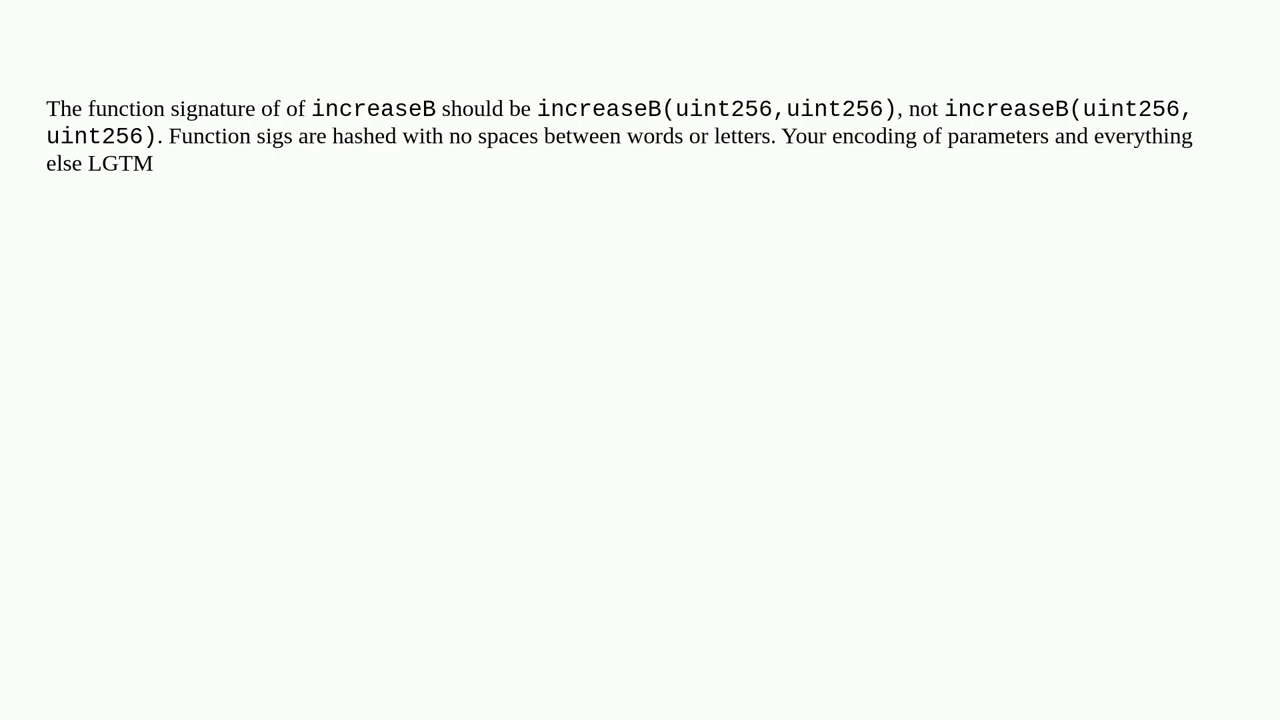 The function signature of of increaseB should be increaseB(uint256,uint256), not increaseB(uint256,
uint256). Function sigs are hashed with no spaces between words or letters. Your encoding of parameters and everything
else LGTM